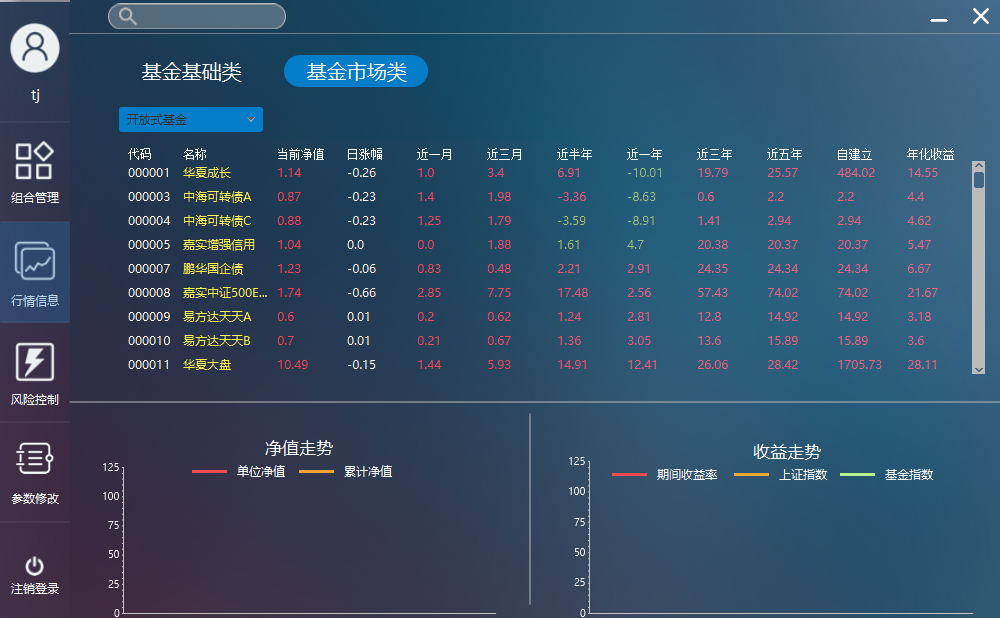 tj
组合管理
行情信息
风险控制
参数修改
注销登录
基金基础类 基金市场类
开放式基金
代码 名称 当前净值 日涨幅 近一月 近三月 近半年 近一年 近三年 近五年 自建立 年化收益
000001 华夏成长 1.14 -0.26 1.0 3.4 6.91 -10.01 19.79 25.57 484.02 14.55
000003 中海可转债A 0.87 -0.23 1.4 1.98 -3.36 -8.63 0.6 2.2 2.2 4.4
000004 中海可转债C 0.88 -0.23 1.25 1.79 -3.59 -8.91 1.41 2.94 2.94 4.62
000005 嘉实增强信用 1.04 0.0 0.0 1.88 1.61 4.7 20.38 20.37 20.37 5.47
000007 鹏华国企债 1.23 -0.06 0.83 0.48 2.21 2.91 24.35 24.34 24.34 6.67
000008 嘉实中证500E... 1.74 -0.66 2.85 7.75 17.48 2.56 57.43 74.02 74.02 21.67
000009 易方达天天A 0.6 0.01 0.2 0.62 1.24 2.81 12.8 14.92 14.92 3.18
000010 易方达天天B 0.7 0.01 0.21 0.67 1.36 3.05 13.6 15.89 15.89 3.6
000011 华夏大盘 10.49 -0.15 1.44 5.93 14.91 12.41 26.06 28.42 1705.73 28.11
净值走势
单位净值 累计净值
125
100
75
50
25
0
收益走势
期间收益率 上证指数 基金指数
125
100
75
50
25
0